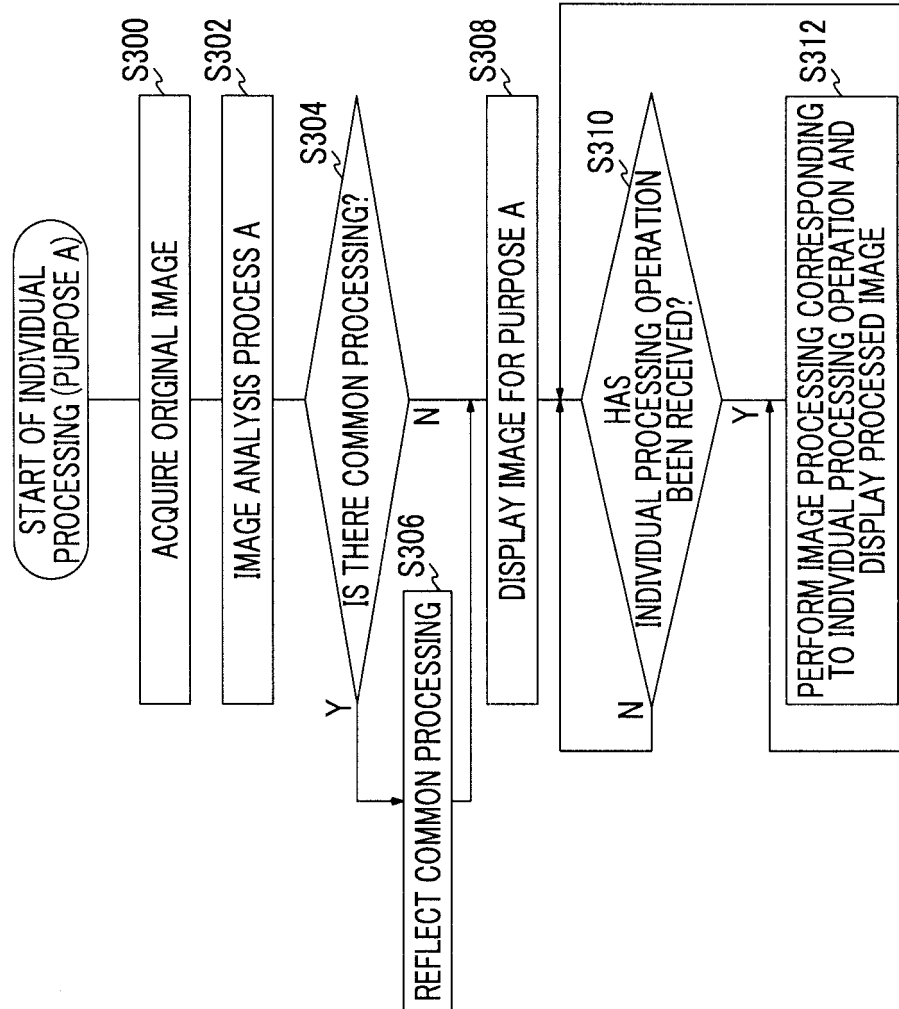 START OF INDIVIDUAL
PROCESSING (PURPOSE A)
S300
ACQUIRE ORIGINAL IMAGE
S302
IMAGE ANALYSIS PROCESS A
S304
IS THERE COMMON PROCESSING?
Y
N
S306
REFLECT COMMON PROCESSING
S308
DISPLAY IMAGE FOR PURPOSE A
S310
HAS
INDIVIDUAL PROCESSING OPERATION
BEEN RECEIVED?
N
Y
S312
PERFORM IMAGE PROCESSING CORRESPONDING
TO INDIVIDUAL PROCESSING OPERATION AND
DISPLAY PROCESSED IMAGE